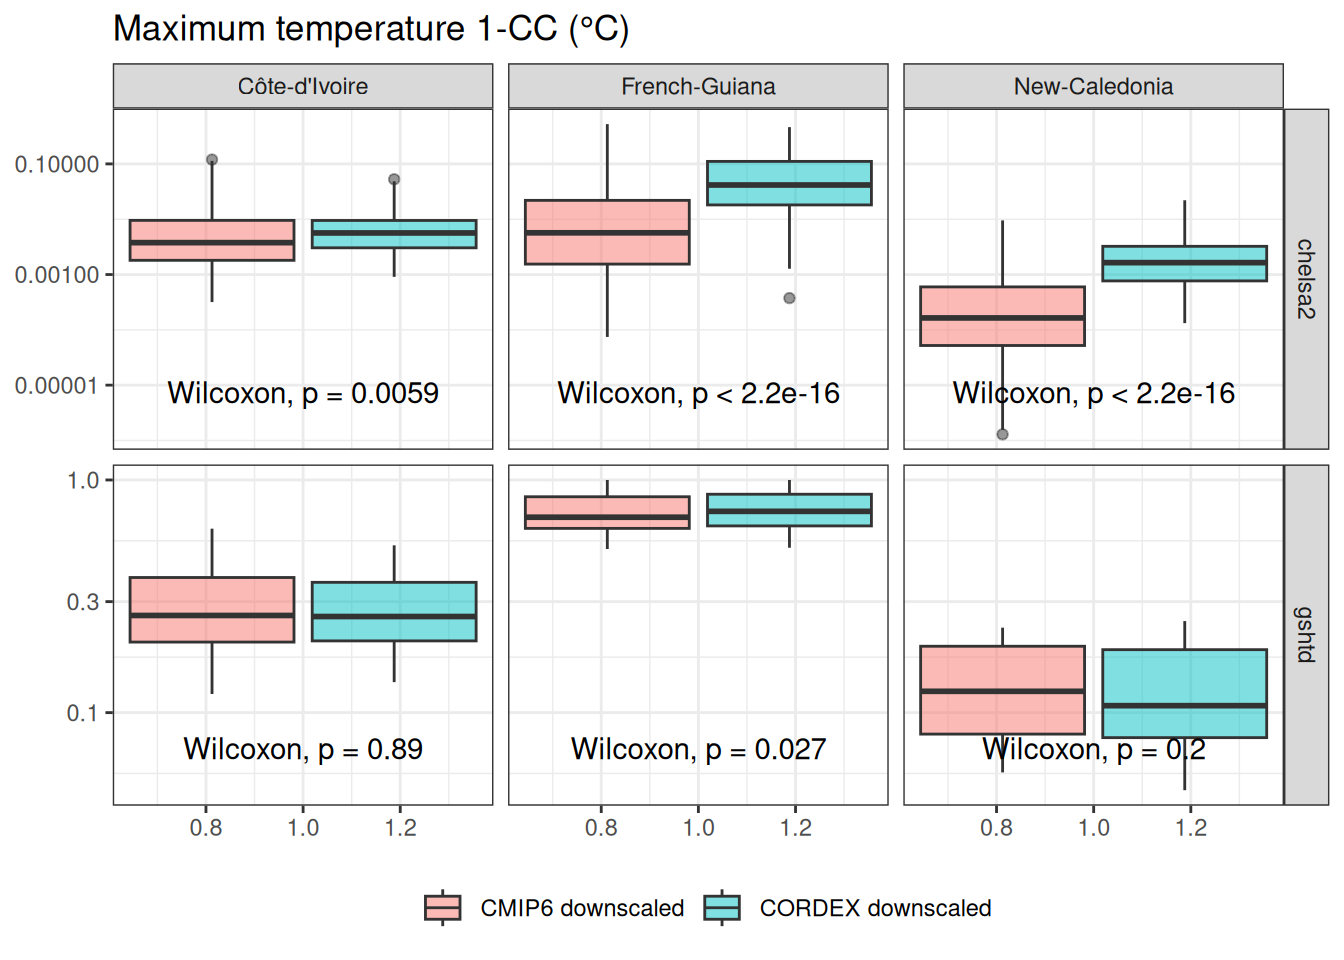 Maximum temperature 1-CC (°C)
Côte-d'Ivoire
French-Guiana
New-Caledonia
0.10000
0.00100
0.00001
Wilcoxon, p = 0.0059
Wilcoxon, p < 2.2e-16
Wilcoxon, p < 2.2e-16
chelsa2
1.0
0.3
0.1
Wilcoxon, p = 0.89
Wilcoxon, p = 0.027
Wilcoxon, p = 0.2
gshtd
0.8 1.0 1.2
0.8 1.0 1.2
0.8 1.0 1.2
CMIP6 downscaled
CORDEX downscaled